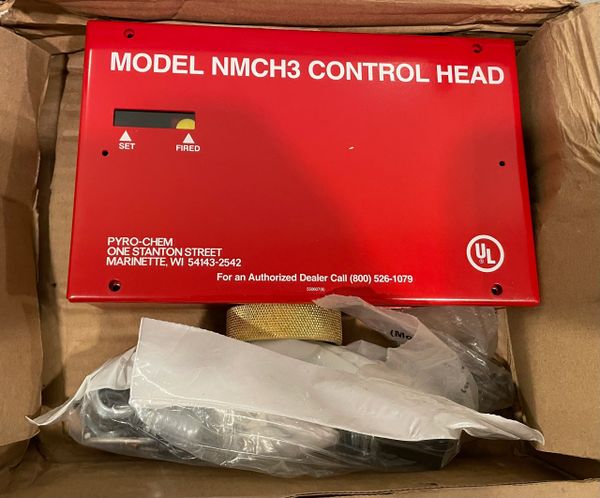 MODEL NMCH3 CONTROL HEAD
SET
FIRED
PYRO-CHEM
ONE STANTON STREET
MARINETTE, WI 54143-2542
UL
®
For an Authorized Dealer Call (800) 526-1079